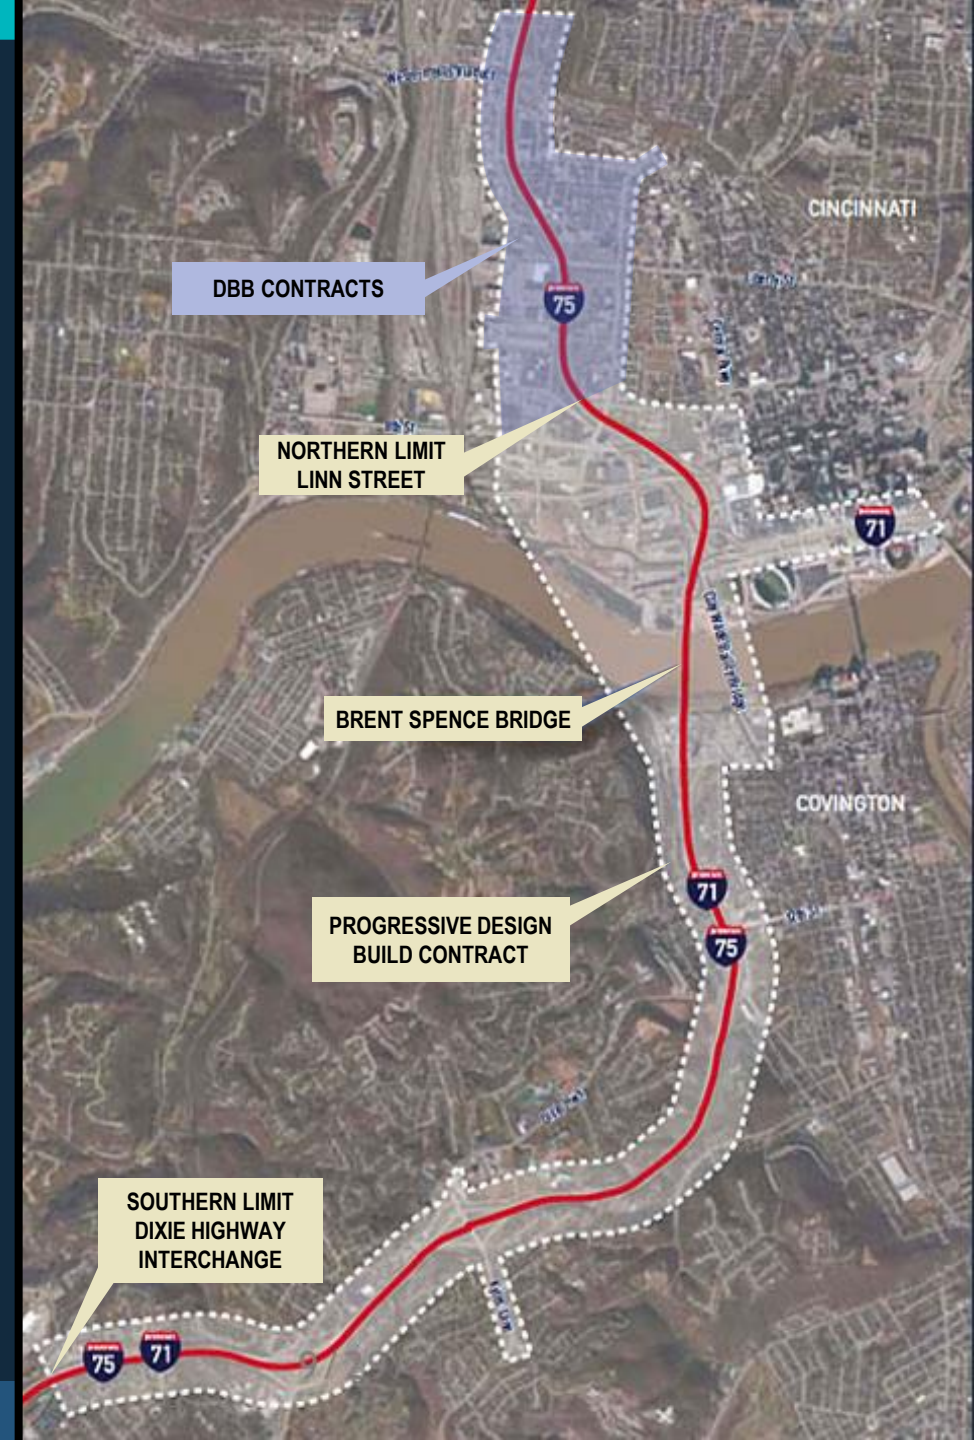 CINCINNATI
DBB CONTRACTS
75
NORTHERN LIMIT
LINN STREET
71
BRENT SPENCE BRIDGE
COVINGTON
71
PROGRESSIVE DESIGN
BUILD CONTRACT
75
SOUTHERN LIMIT
DIXIE HIGHWAY
INTERCHANGE
75
71